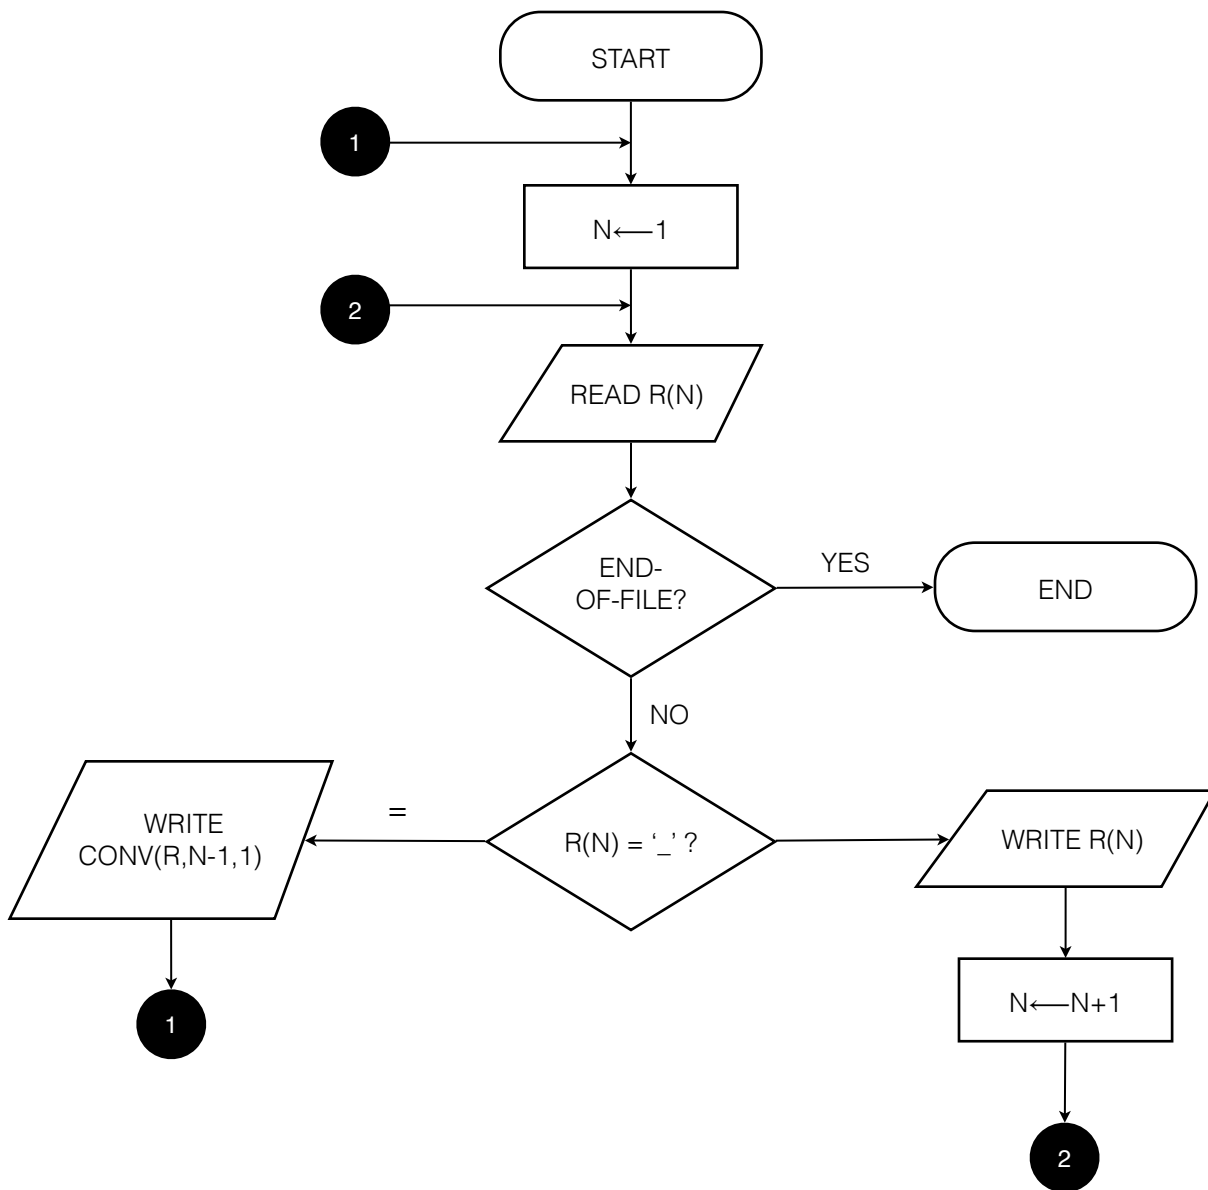 START
1
N←1
2
READ R(N)
END-
OF-FILE?
YES
END
NO
WRITE
CONV(R,N-1,1)
=
R(N) = ‘_’ ?
WRITE R(N)
1
N←N+1
2